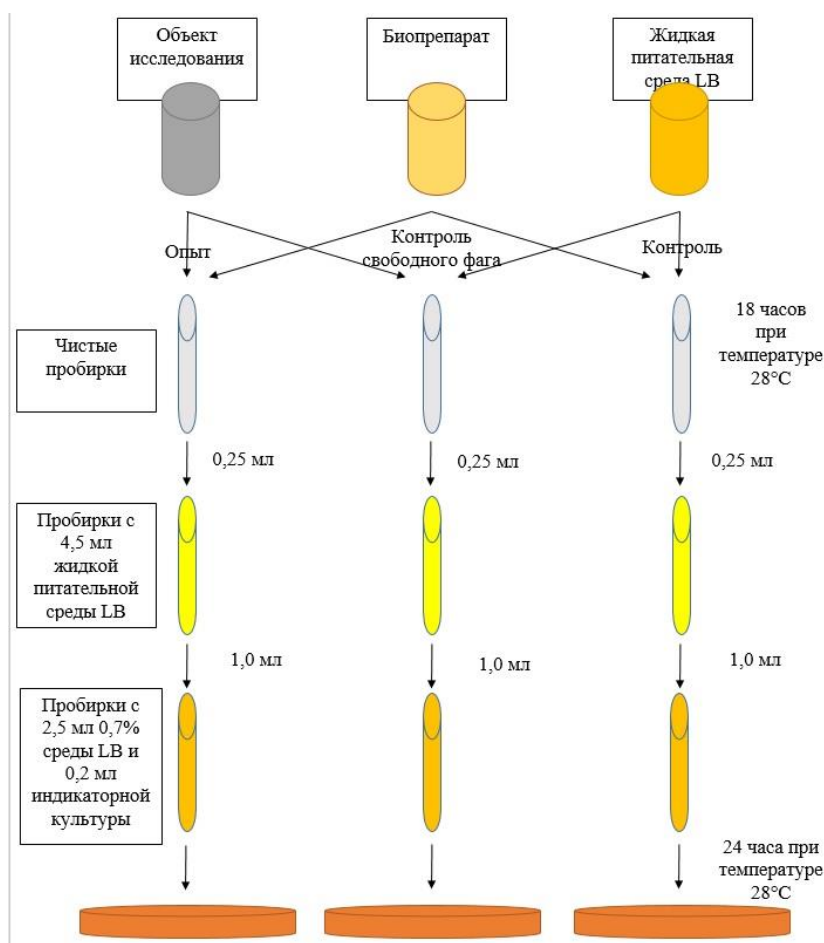 Объект
исследования
Биопрепарат
Жидкая
питательная
среда LB
Опыт
Контроль
свободного фага
Контроль
Чистые
пробирки
18 часов
при
температуре
28°С
0,25 мл
0,25 мл
0,25 мл
Пробирки с
4,5 мл
жидкой
питательной
среды LB
1,0 мл
1,0 мл
1,0 мл
Пробирки с
2,5 мл 0,7%
среды LB и
0,2 мл
индикаторной
культуры
24 часа при
температуре
28°С